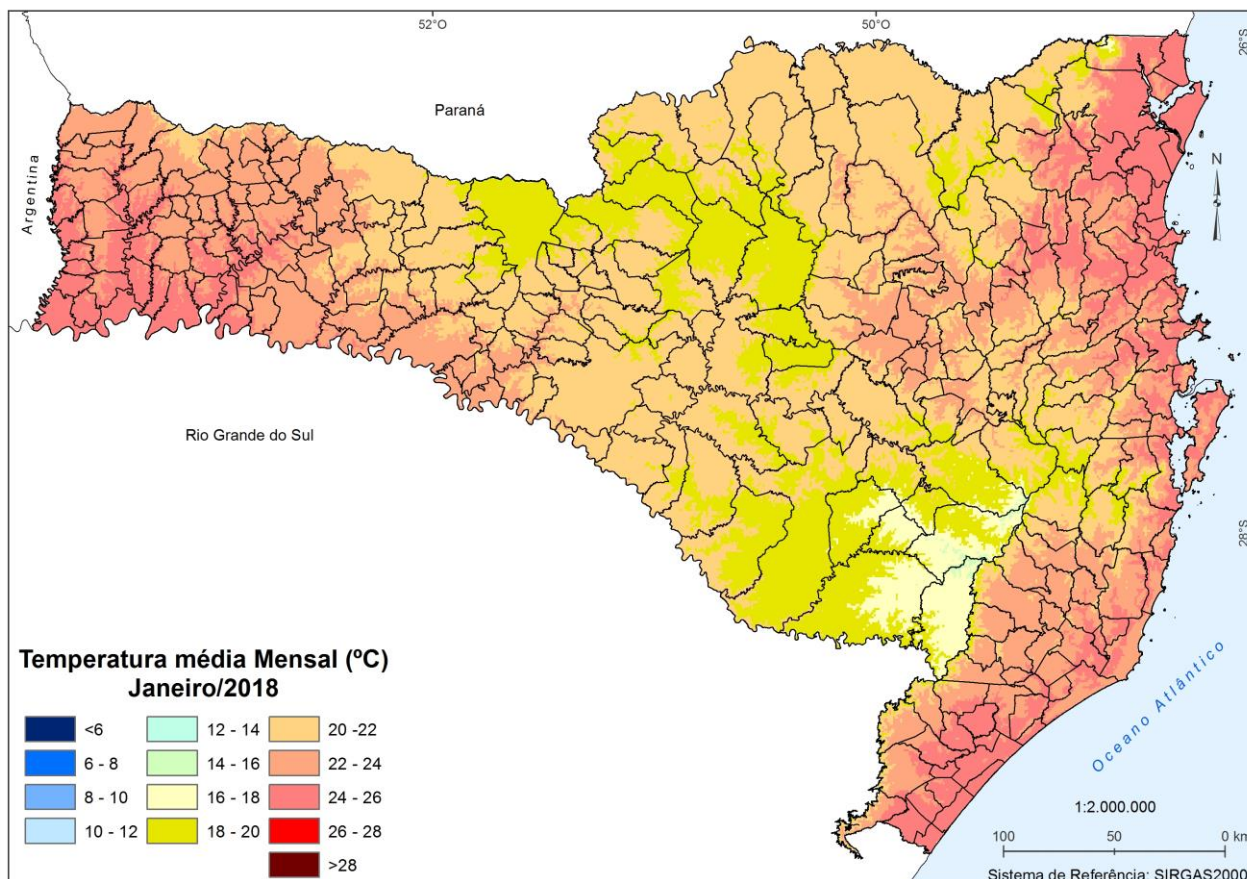 52°O
50°O
26°S
Paraná
Argentina
N
Rio Grande do Sul
28°S
Oceano Atlântico
Temperatura média Mensal (ºC)
Janeiro/2018
<6
12 - 14
20 -22
6 - 8
14 - 16
22 - 24
8 - 10
16 - 18
24 - 26
10 - 12
18 - 20
26 - 28
>28
1:2.000.000
100
50
0 km
Sistema de Referência: SIRGAS2000